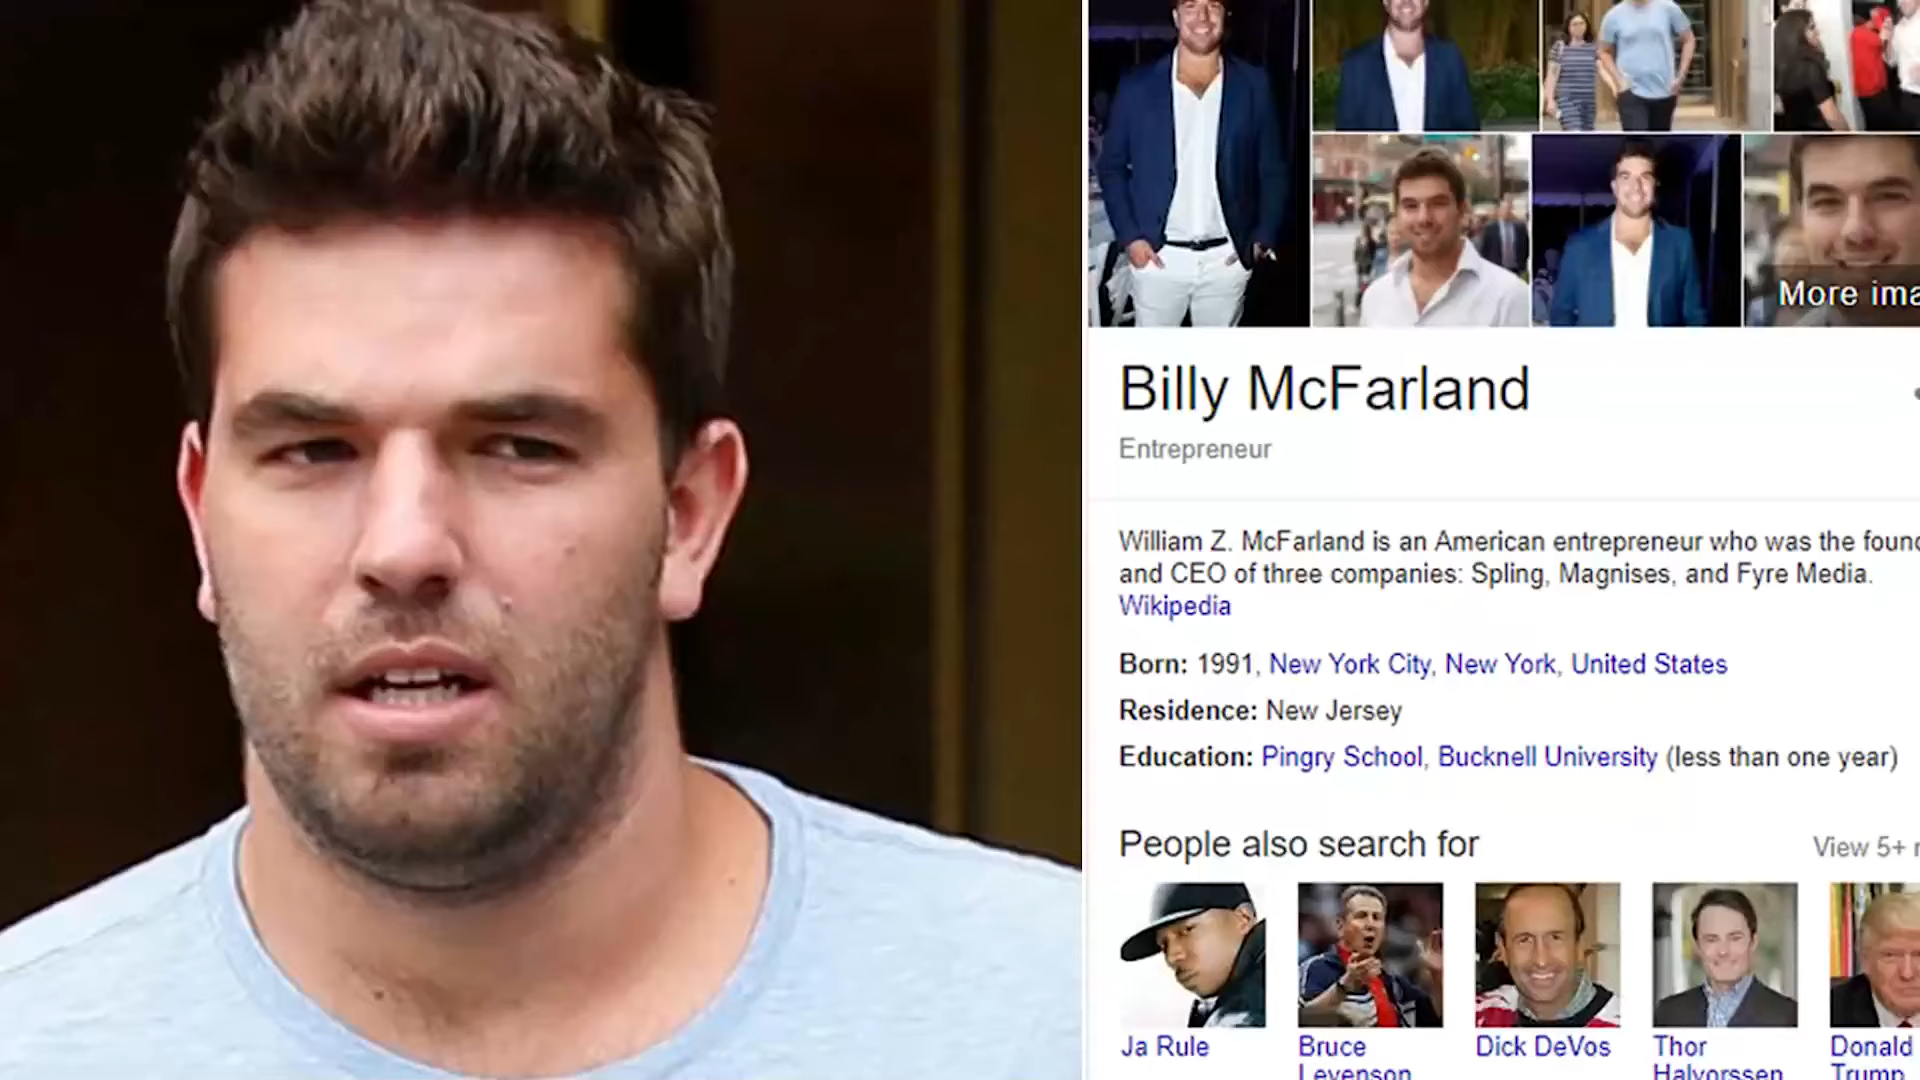 More ima
Billy McFarland
Entrepreneur
William Z. McFarland is an American entrepreneur who was the found
and CEO of three companies: Spling, Magnises, and Fyre Media.
Wikipedia
Born: 1991, New York City, New York, United States
Residence: New Jersey
Education: Pingry School, Bucknell University (less than one year)
People also search for
View 5+ r
Ja Rule
Bruce
Levenson
Dick DeVos
Thor
Halvorssen
Donald
Trump